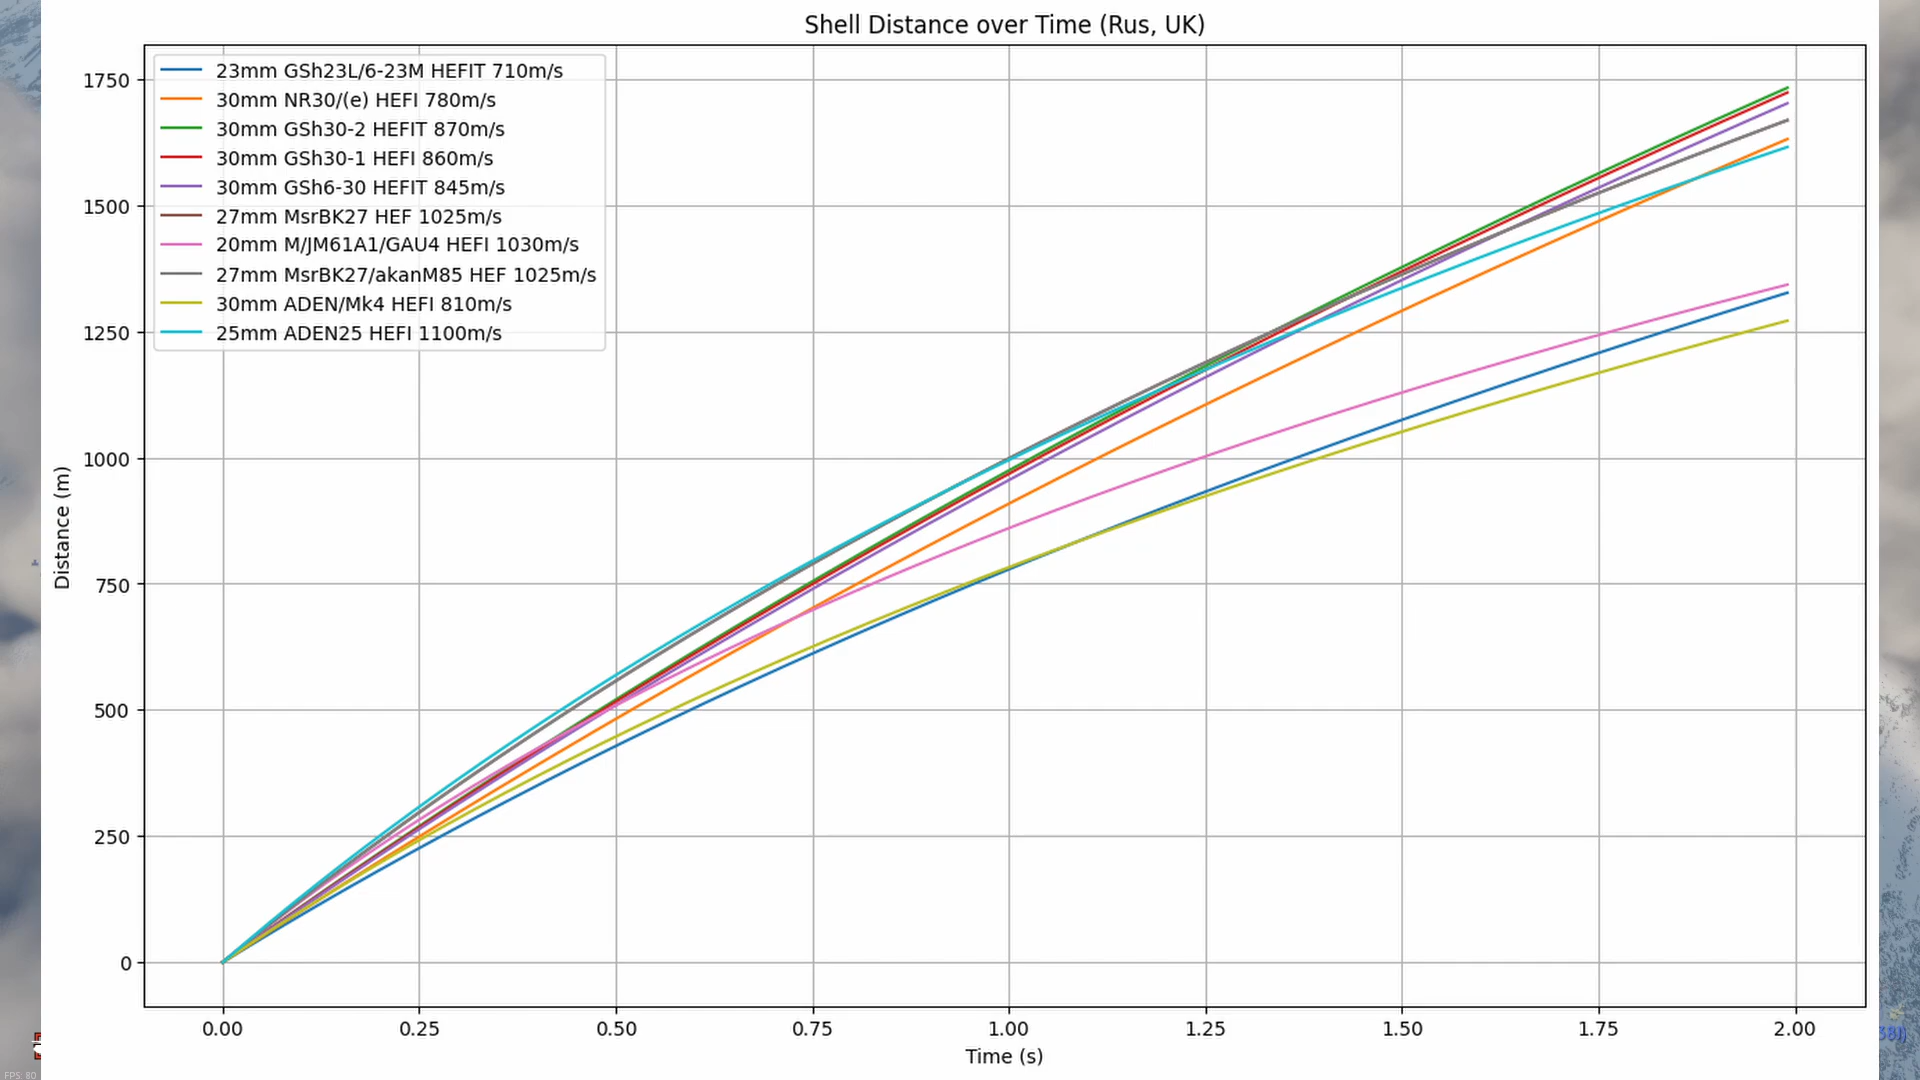 Shell Distance over Time (Rus, UK)
23mm GSh23L/6-23M HEFIT 710m/s
30mm NR30/(e) HEFI 780m/s
30mm GSh30-2 HEFIT 870m/s
30mm GSh30-1 HEFI 860m/s
30mm GSh6-30 HEFIT 845m/s
27mm MsrBK27 HEF 1025m/s
20mm M/JM61A1/GAU4 HEFI 1030m/s
27mm MsrBK27/akanM85 HEF 1025m/s
30mm ADEN/Mk4 HEFI 810m/s
25mm ADEN25 HEFI 1100m/s
1750
1500
1250
1000
750
500
250
0
Distance (m)
0.00 0.25 0.50 0.75 1.00 1.25 1.50 1.75 2.00
Time (s)
FPS: 80